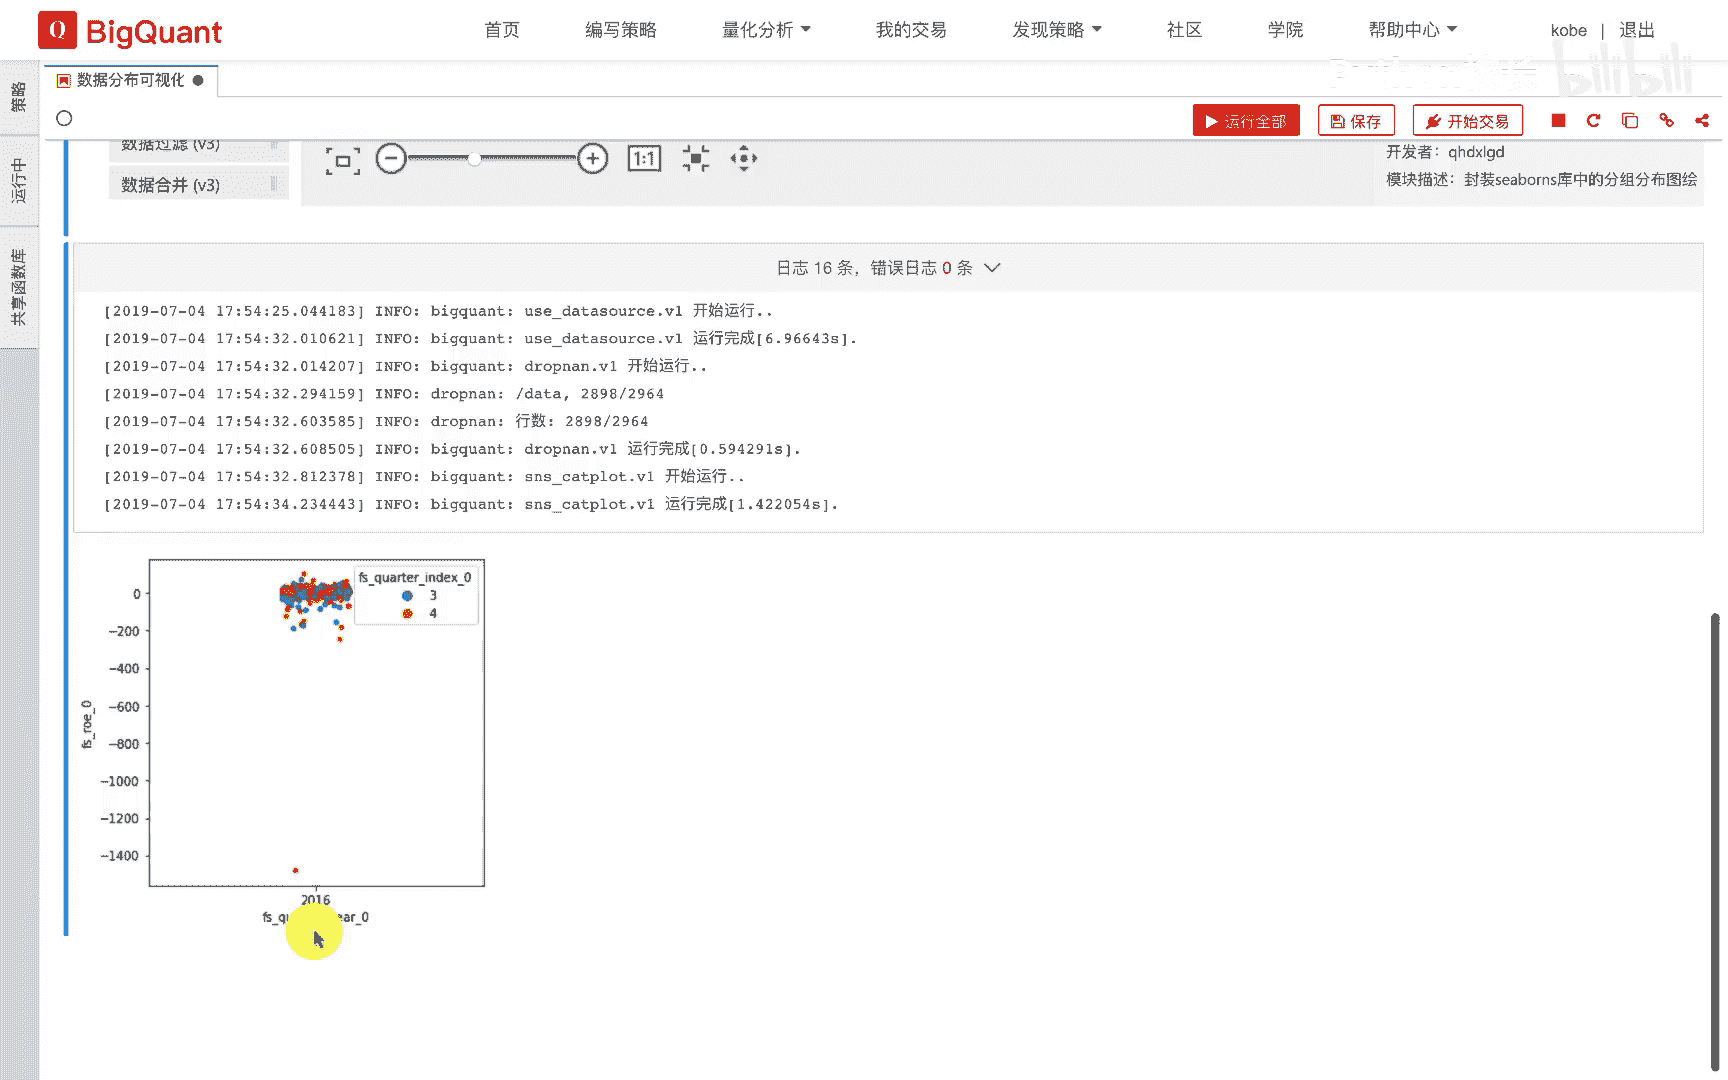 Q BigQuant 首页 编写策略 量化分析 我的交易 发现策略 社区 学院 帮助中心 kobe | 退出
bilibili
数据分布可视化
策略
运行中
共享函数库
运行全部 保存 开始交易
数据过滤 (v3)
数据合并 (v3)
1:1
开发者：qhdxlgd
模块描述：封装seaborns库中的分组分布图绘
日志 16 条，错误日志 0 条
[2019-07-04 17:54:25.044183] INFO: bigquant: use_datasource.v1 开始运行..
[2019-07-04 17:54:32.010621] INFO: bigquant: use_datasource.v1 运行完成[6.96643s].
[2019-07-04 17:54:32.014207] INFO: bigquant: dropnan.v1 开始运行..
[2019-07-04 17:54:32.294159] INFO: dropnan: /data, 2898/2964
[2019-07-04 17:54:32.603585] INFO: dropnan: 行数: 2898/2964
[2019-07-04 17:54:32.608505] INFO: bigquant: dropnan.v1 运行完成[0.594291s].
[2019-07-04 17:54:32.812378] INFO: bigquant: sns_catplot.v1 开始运行..
[2019-07-04 17:54:34.234443] INFO: bigquant: sns_catplot.v1 运行完成[1.422054s].
fs_quarter_index_0
3
4
0
−200
−400
−600
−800
−1000
−1200
−1400
fs_roe_0
2016